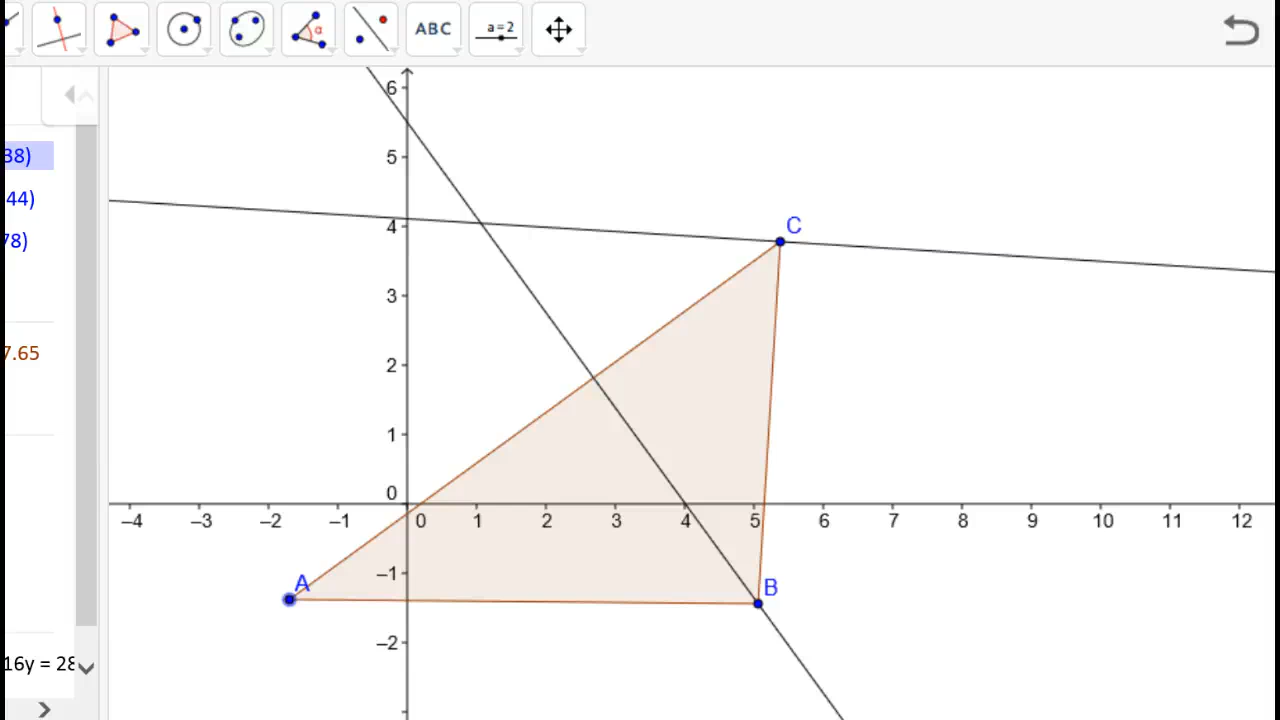 α ABC a=2
38)
44)
78)
7.65
16y = 28
6
5
4
3
2
1
0
–1
–2
–4 –3 –2 –1 0 1 2 3 4 5 6 7 8 9 10 11 12
C
A
B